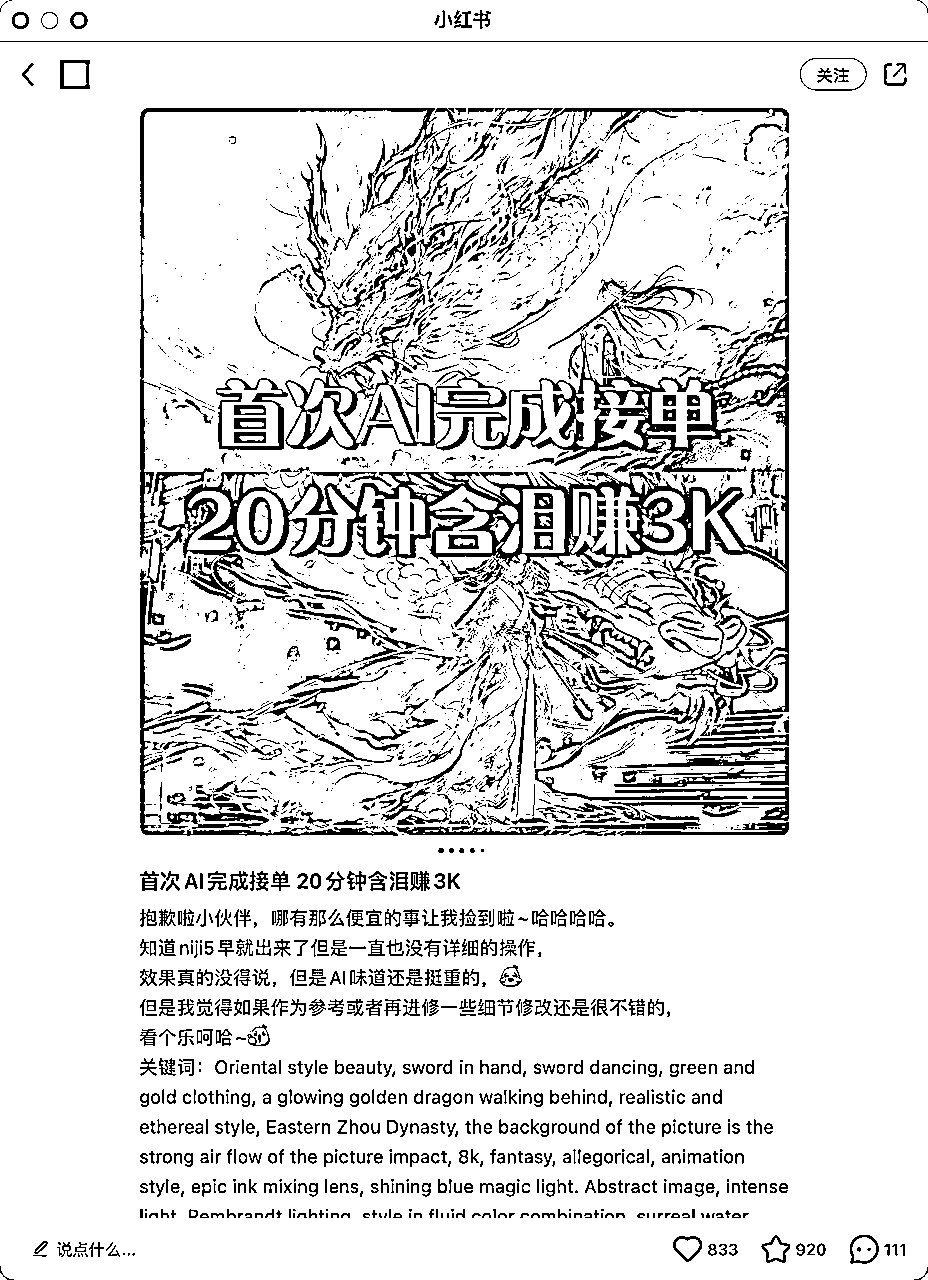 小红书
关注
首次AI完成接单
20分钟含泪赚3K
首次AI完成接单 20分钟含泪赚3K
抱歉啦小伙伴，哪有那么便宜的事让我捡到啦~哈哈哈哈。
知道niji5早就出来了但是一直也没有详细的操作，
效果真的没得说，但是AI味道还是挺重的，
但是我觉得如果作为参考或者再进修一些细节修改还是很不错的，
看个乐呵哈~
关键词：Oriental style beauty, sword in hand, sword dancing, green and
gold clothing, a glowing golden dragon walking behind, realistic and
ethereal style, Eastern Zhou Dynasty, the background of the picture is the
strong air flow of the picture impact, 8k, fantasy, allegorical, animation
style, epic ink mixing lens, shining blue magic light. Abstract image, intense
light, Rembrandt lighting, style in fluid color combination, surreal water
说点什么...
833
920
111